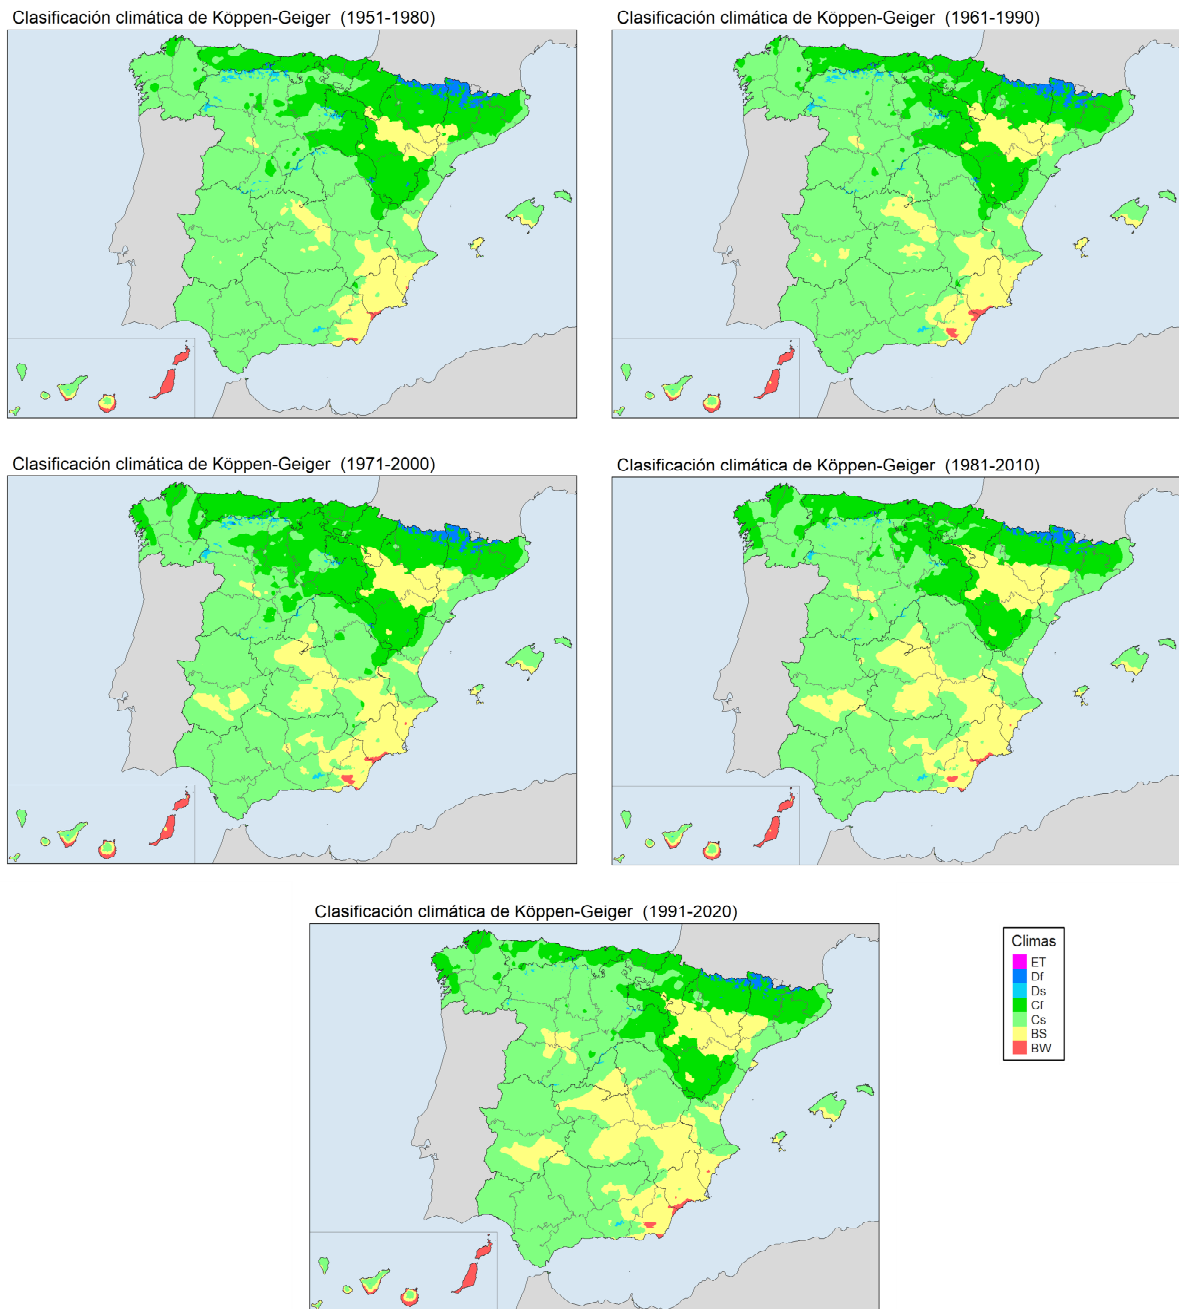 Clasificación climática de Köppen-Geiger (1951-1980)
Clasificación climática de Köppen-Geiger (1961-1990)
Clasificación climática de Köppen-Geiger (1971-2000)
Clasificación climática de Köppen-Geiger (1981-2010)
Clasificación climática de Köppen-Geiger (1991-2020)
Climas
ET
Df
Ds
Cf
Cs
BS
BW